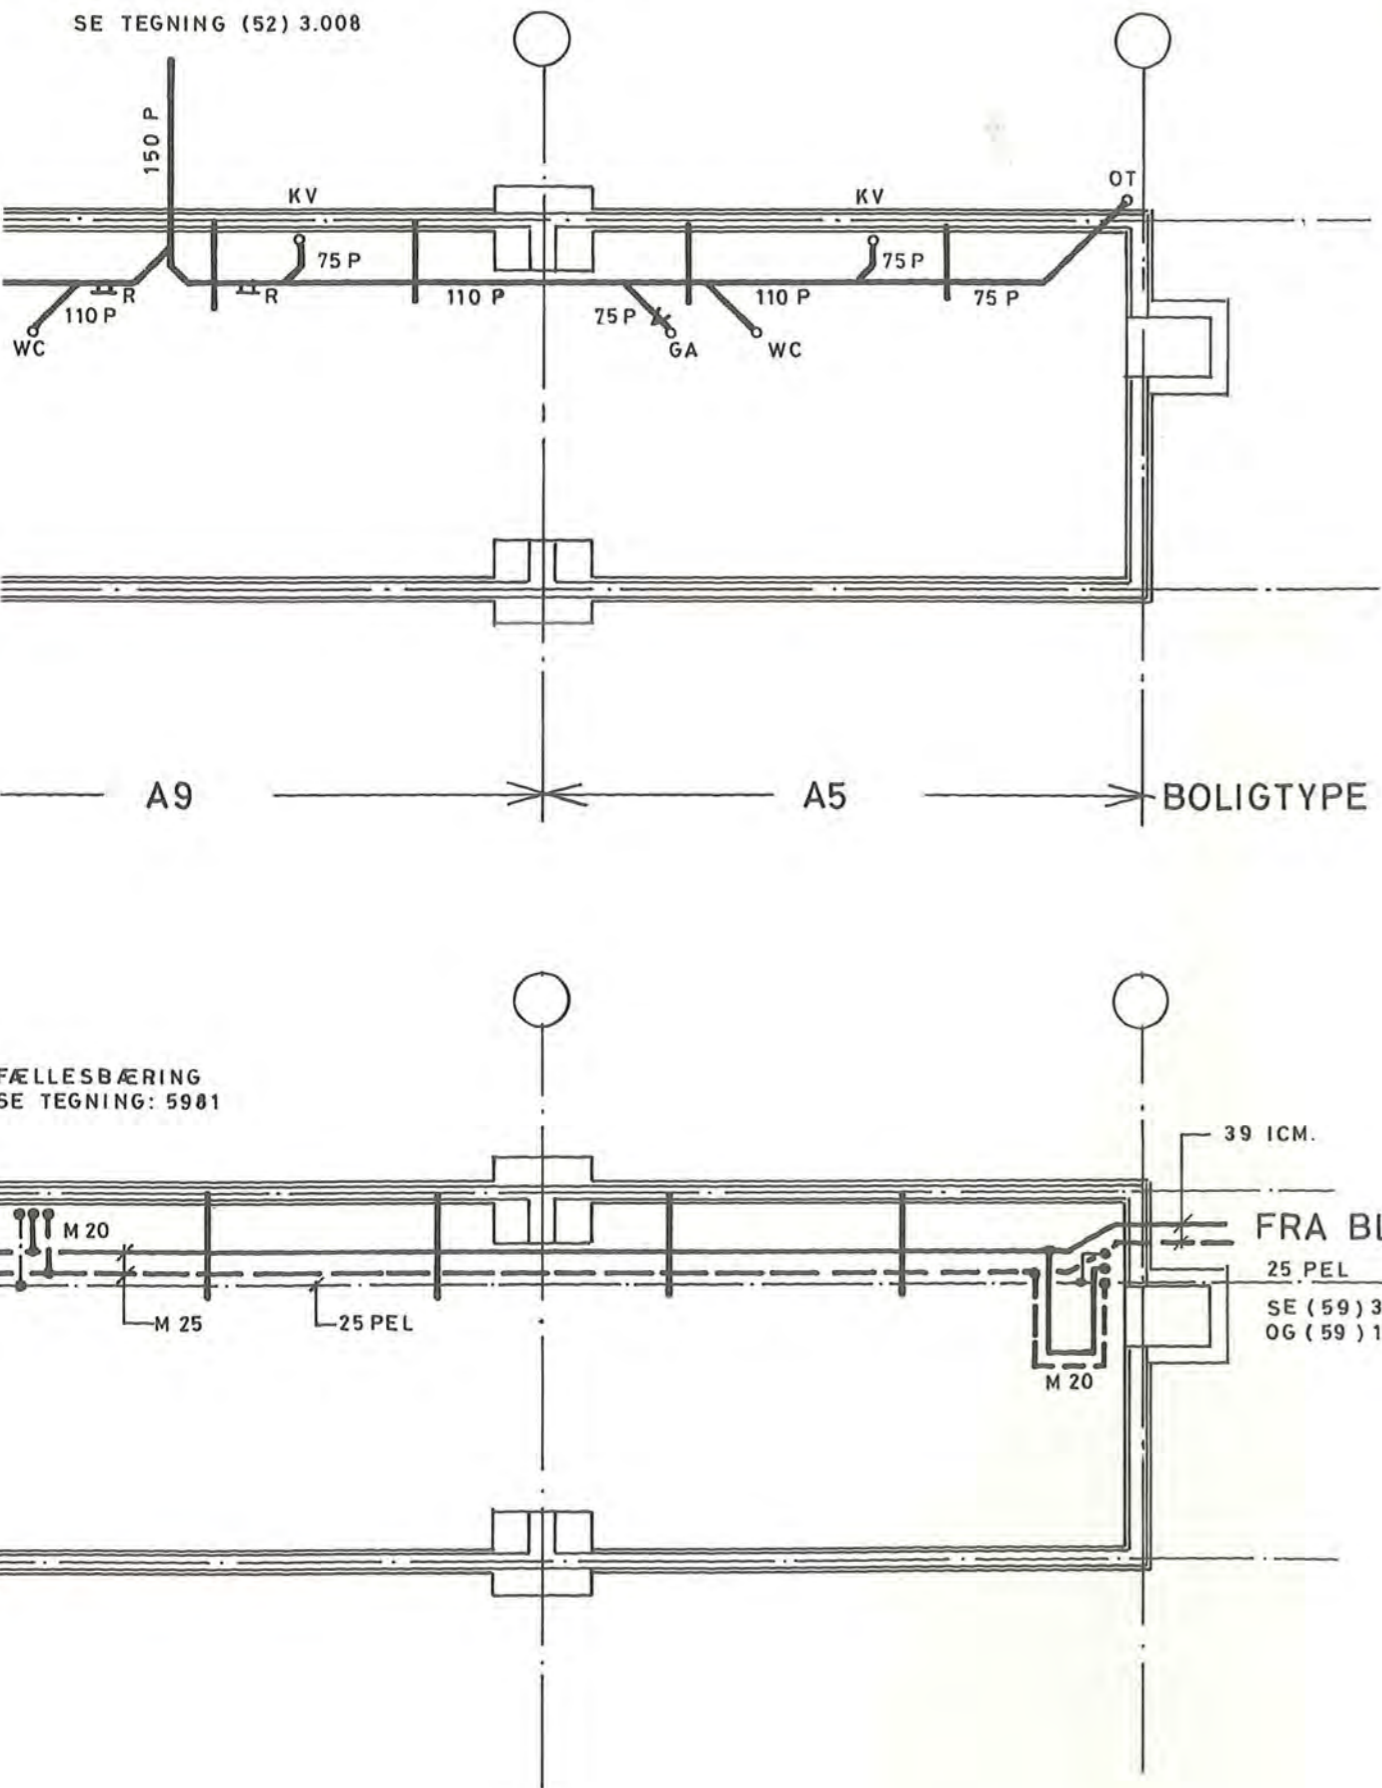 SE TEGNING (52) 3.008
150 P
KV
KV
OT
75 P
75 P
R
R
110 P
110 P
75 P
110 P
75 P
WC
GA
WC
A9
A5
BOLIGTYPE
FÆLLESBÆRING
SE TEGNING: 5981
39 ICM.
M 20
FRA BL
25 PEL
SE (59) 3
OG (59) 1
M 25
25 PEL
M 20